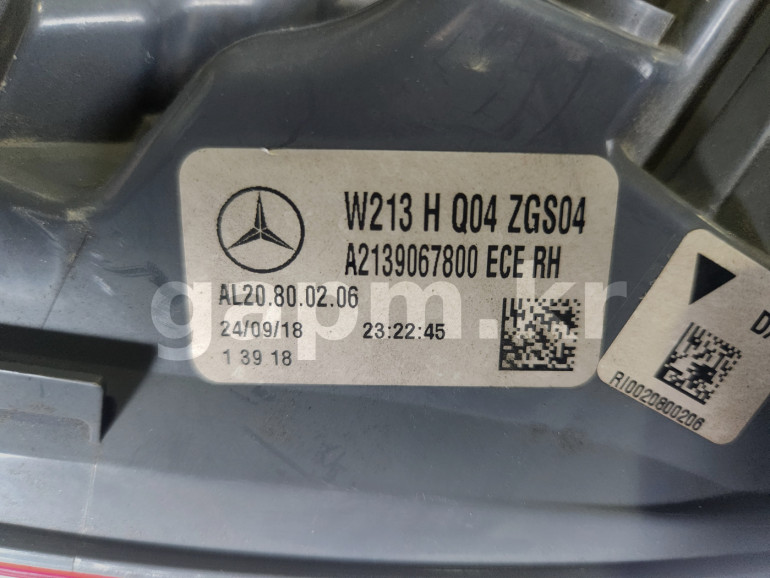 W213 H Q04 ZGS04
A2139067800 ECE RH
AL20.80.02.06
24/09/18 23:22:45
1 39 18
gapm.kr
RI0020800206